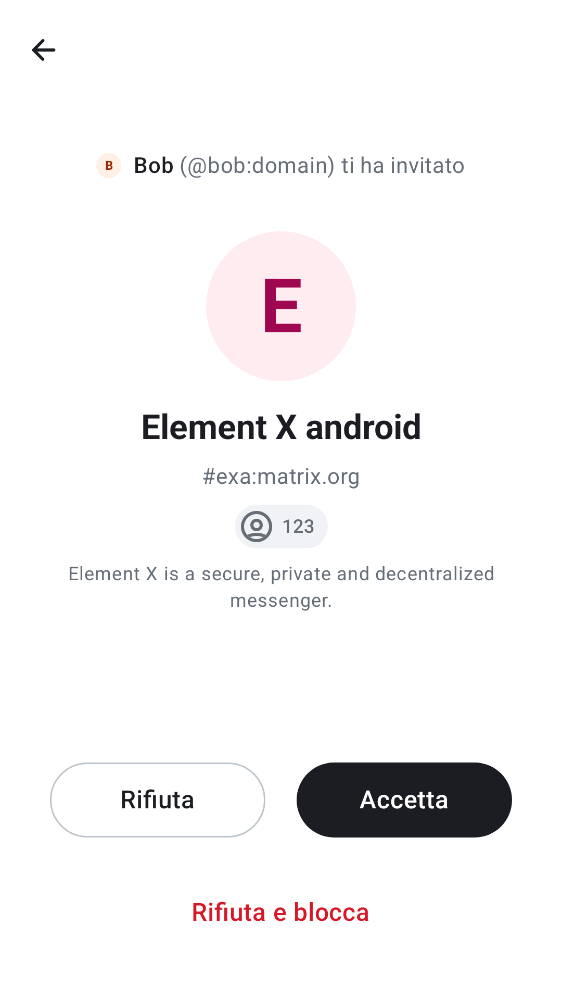 B Bob (@bob:domain) ti ha invitato
E
Element X android
#exa:matrix.org
123
Element X is a secure, private and decentralized
messenger.
Rifiuta Accetta
Rifiuta e blocca